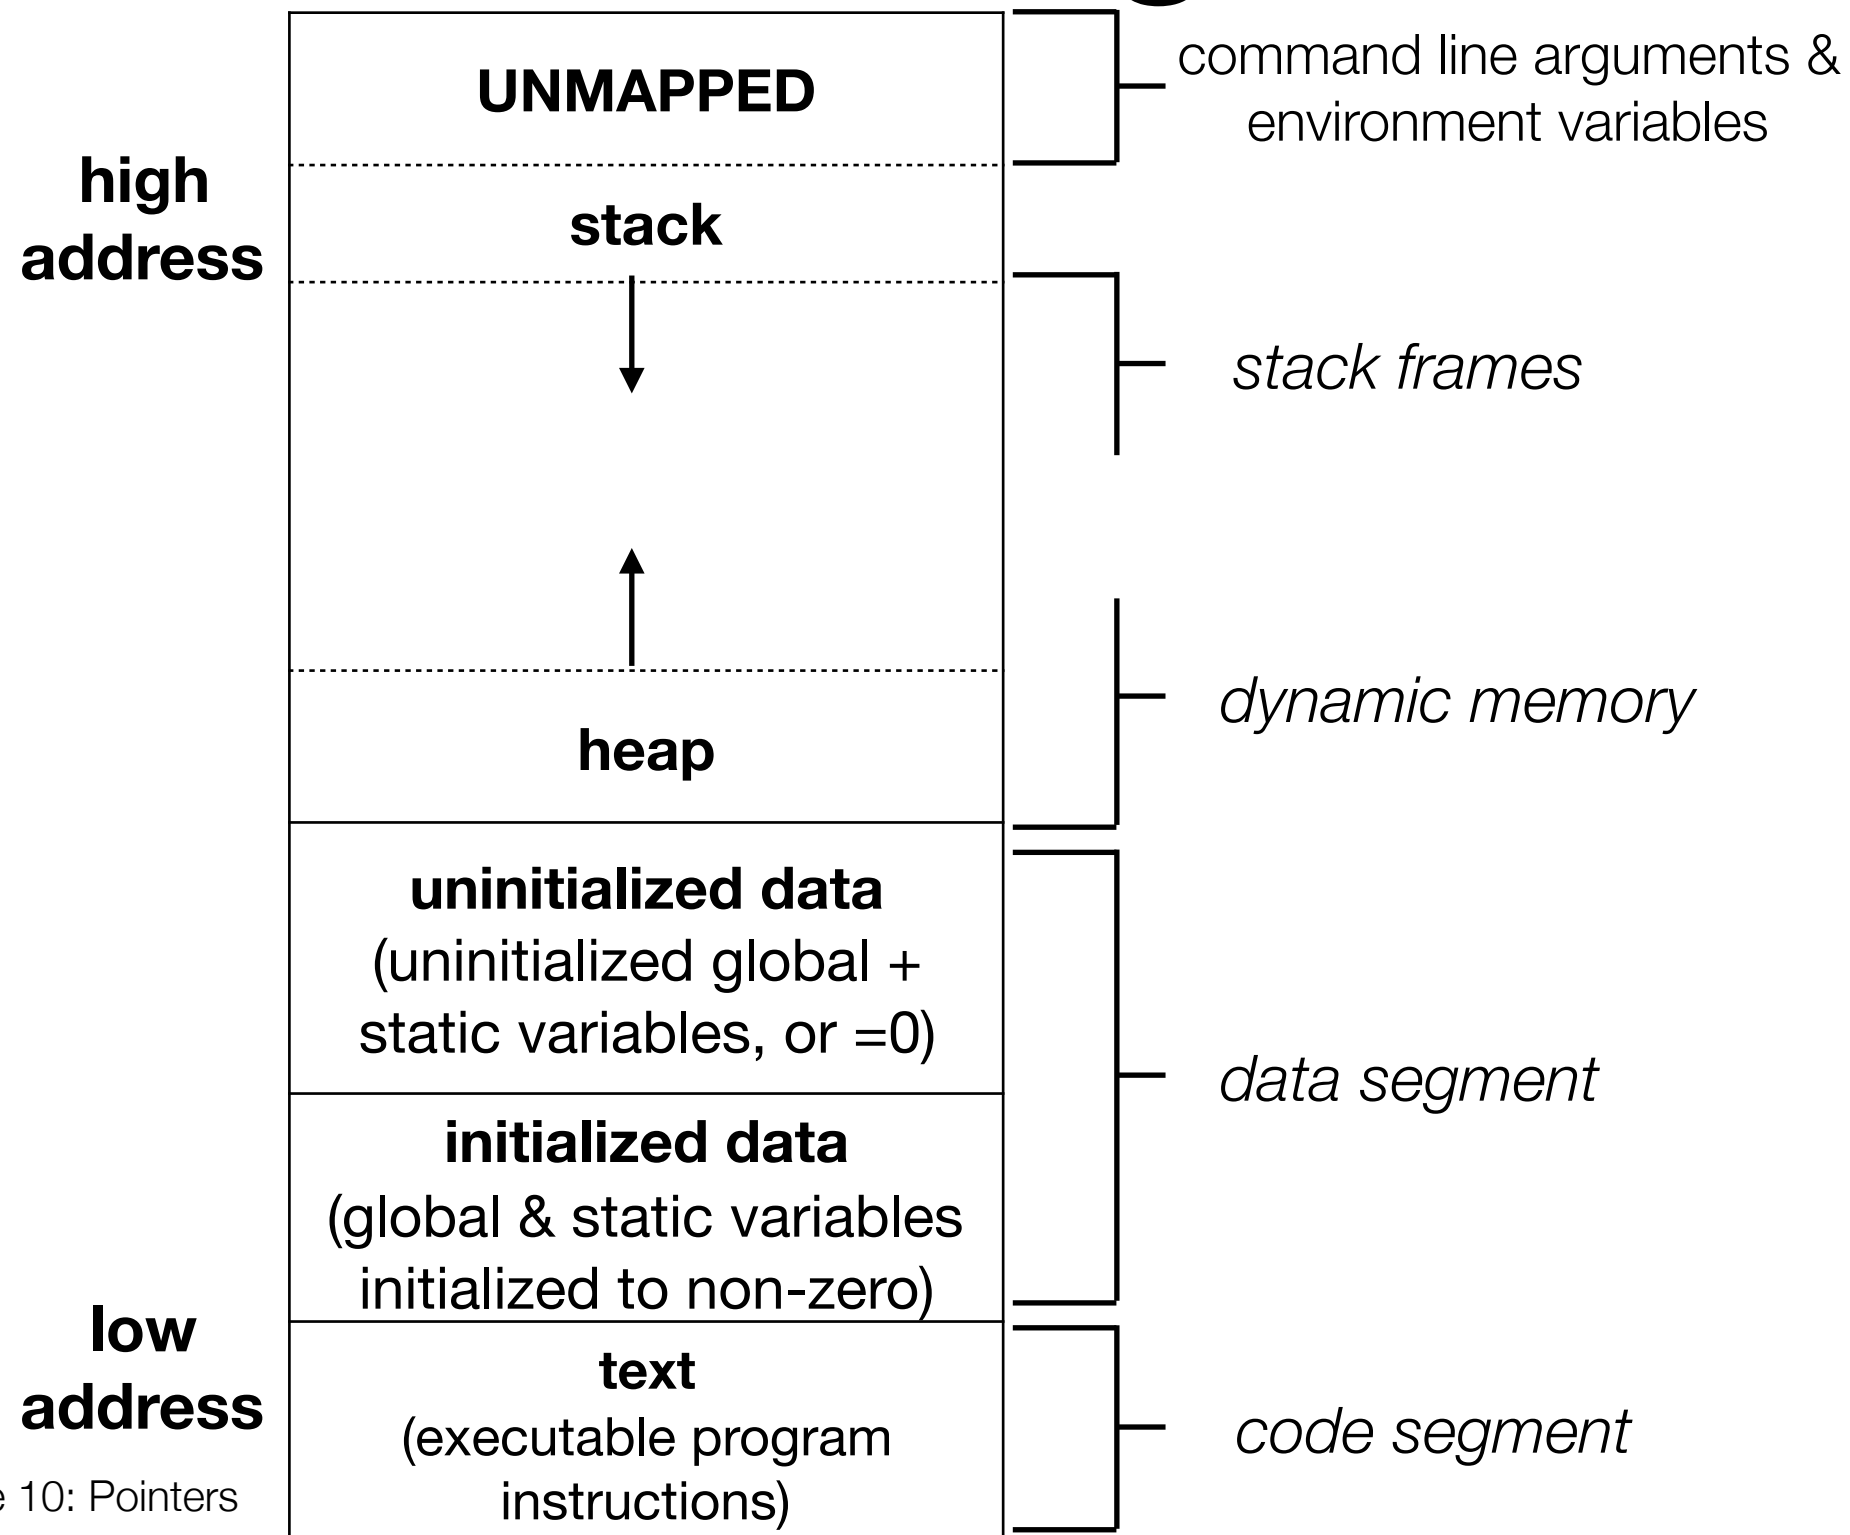 UNMAPPED
command line arguments &
environment variables
high
address
stack
stack frames
dynamic memory
heap
uninitialized data
(uninitialized global +
static variables, or =0)
data segment
initialized data
(global & static variables
initialized to non-zero)
low
address
text
(executable program
instructions)
code segment
10: Pointers